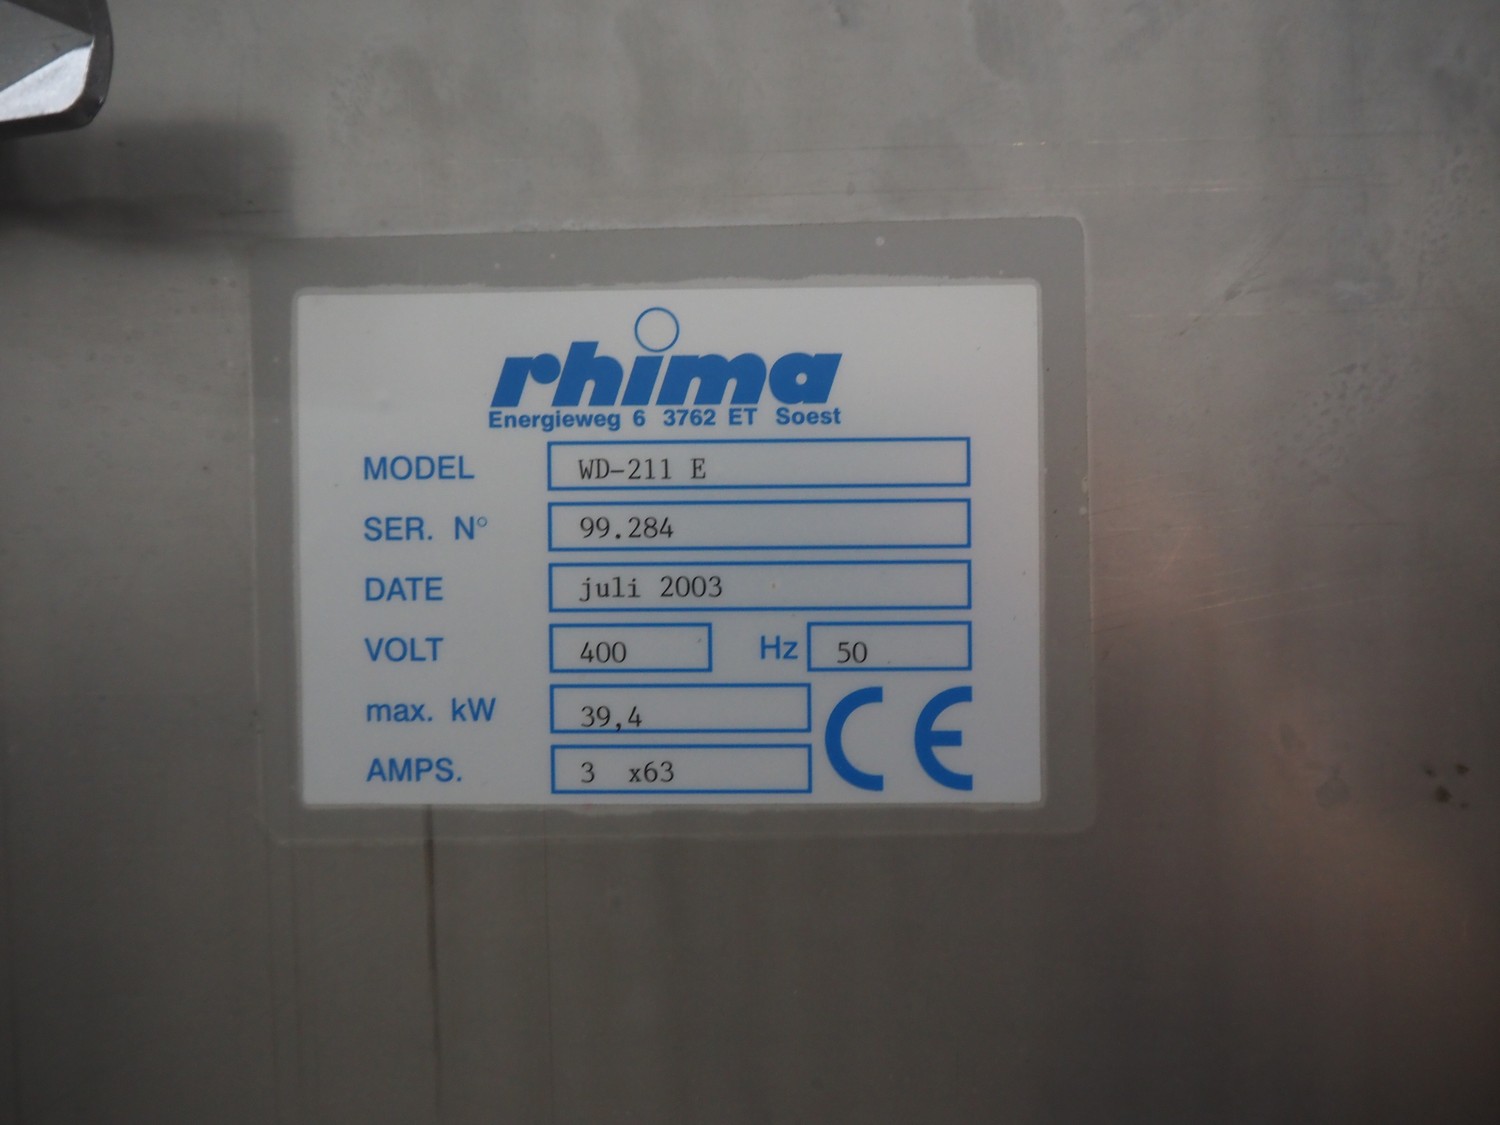 rhima
Energieweg 6 3762 ET Soest
MODEL WD-211 E
SER. N° 99.284
DATE juli 2003
VOLT 400 Hz 50
max. kW 39,4
AMPS. 3 x63
CE